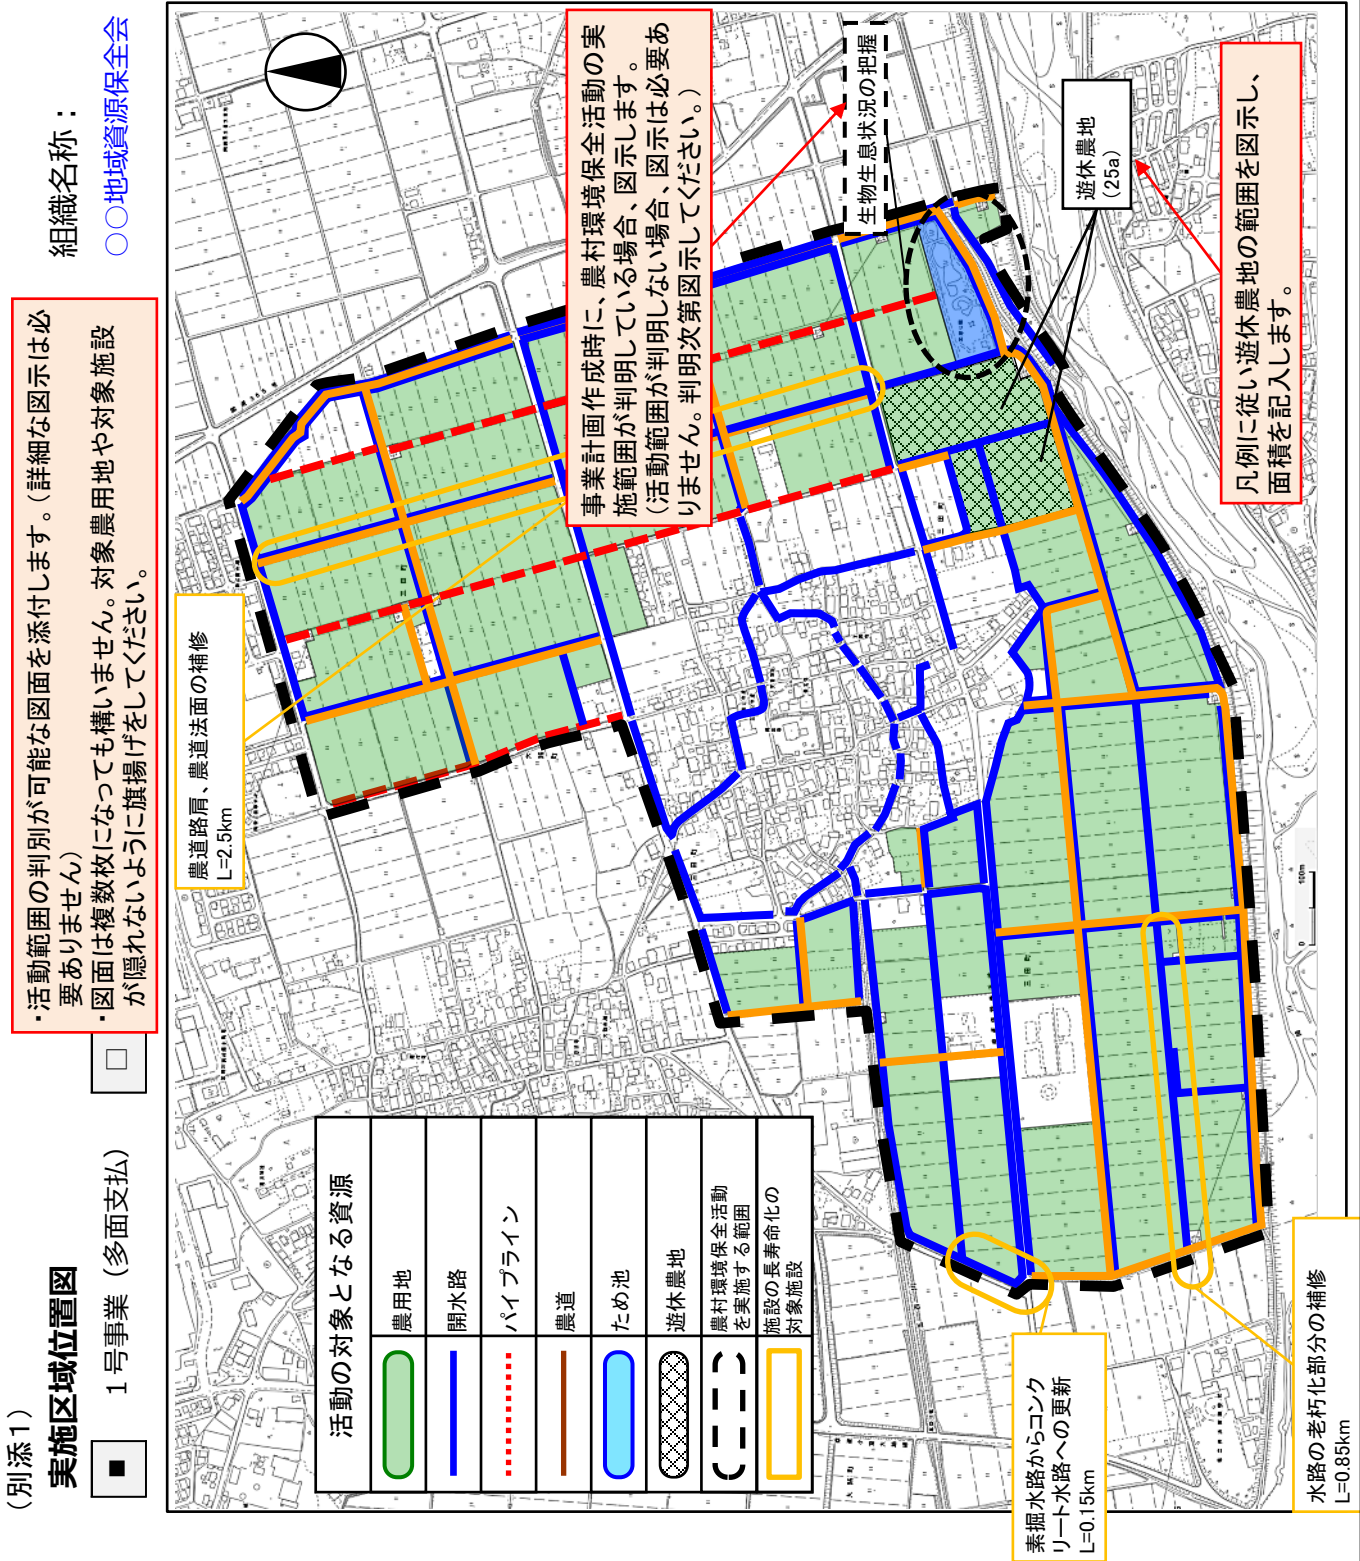 (別添1)
実施区域位置図
■
1号事業(多面支払)
□
組織名称:
○○地域資源保全会
・活動範囲の判別が可能な図面を添付します。(詳細な図示は必
要ありません)
・図面は複数枚になっても構いません。対象農用地や対象施設
が隠れないように旗揚げをしてください。
農道路肩、農道法面の補修
L=2.5km
事業計画作成時に、農村環境保全活動の実
施範囲が判明している場合、図示します。
(活動範囲が判明しない場合、図示は必要あ
りません。判明次第図示してください。)
生物生息状況の把握
遊休農地
(25a)
凡例に従い遊休農地の範囲を図示し、
面積を記入します。
活動の対象となる資源
農用地
開水路
パイプライン
農道
ため池
遊休農地
農村環境保全活動
を実施する範囲
施設の長寿命化の
対象施設
素掘水路からコンク
リート水路への更新
L=0.15km
水路の老朽化部分の補修
L=0.85km
0
100m
三田町
三田町
三田町